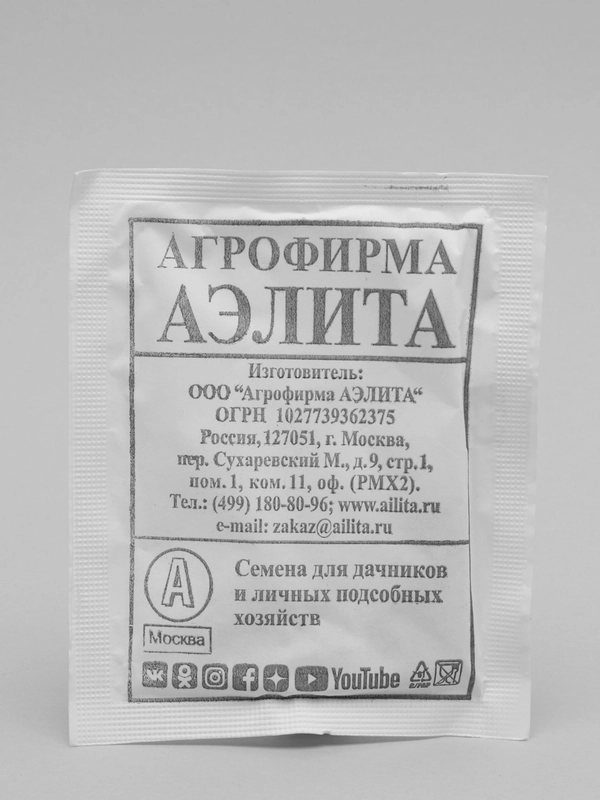 АГРОФИРМА
АЭЛИТА
Изготовитель:
ООО "Агрофирма АЭЛИТА"
ОГРН 1027739362375
Россия, 127051, г. Москва,
пер. Сухаревский М., д. 9, стр. 1,
пом. 1, ком. 11, оф. (РМХ2).
Тел.: (499) 180-80-96; www.ailita.ru
e-mail: zakaz@ailita.ru
А
Москва
Семена для дачников
и личных подсобных
хозяйств
YouTube